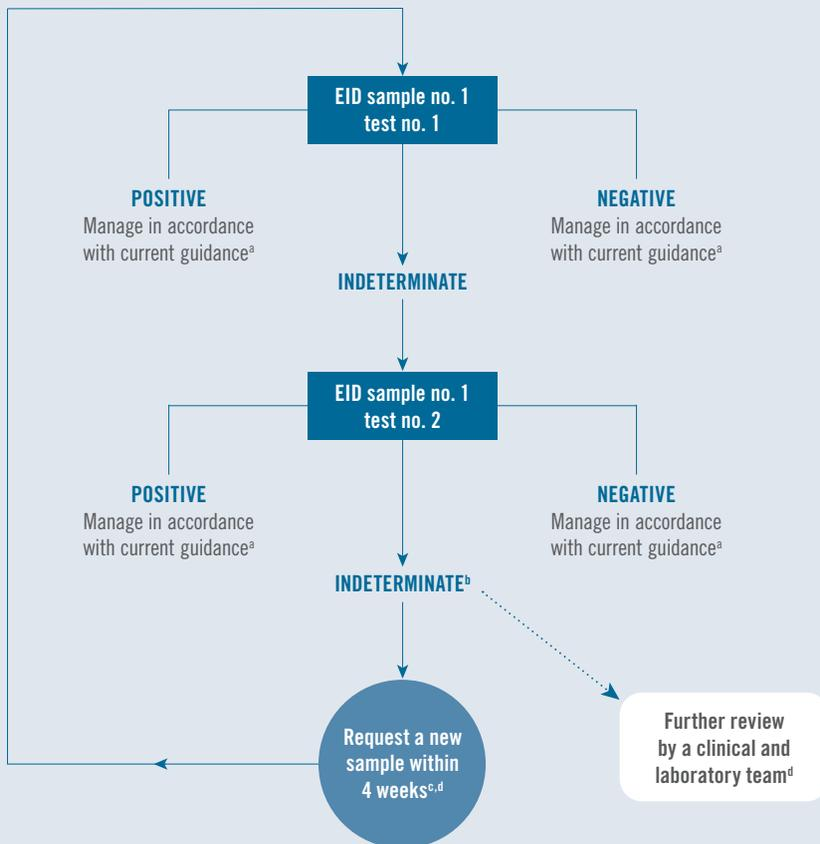 EID sample no. 1
test no. 1
POSITIVE
Manage in accordance
with current guidanceᵃ
NEGATIVE
Manage in accordance
with current guidanceᵃ
INDETERMINATE
EID sample no. 1
test no. 2
POSITIVE
Manage in accordance
with current guidanceᵃ
NEGATIVE
Manage in accordance
with current guidanceᵃ
INDETERMINATEᵇ
Request a new
sample within
4 weeksᶜ,ᵈ
Further review
by a clinical and
laboratory teamᵈ